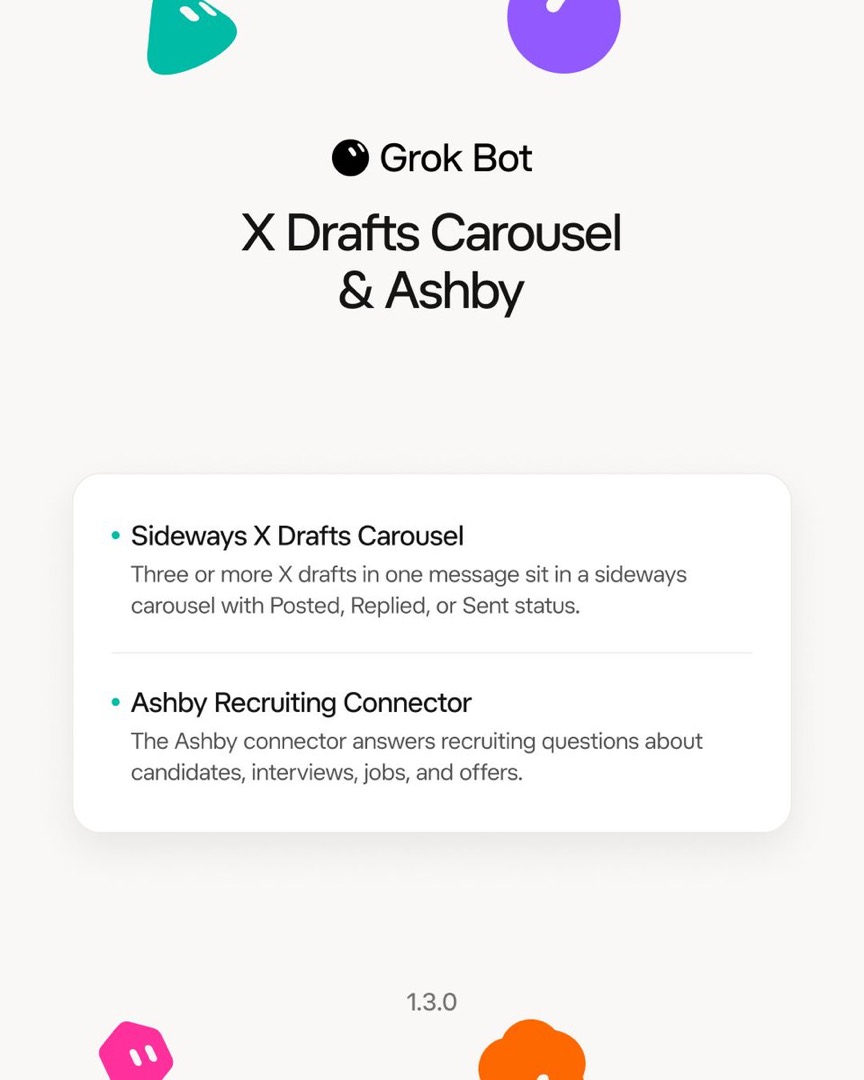 Grok Bot
X Drafts Carousel
& Ashby
Sideways X Drafts Carousel
Three or more X drafts in one message sit in a sideways
carousel with Posted, Replied, or Sent status.
Ashby Recruiting Connector
The Ashby connector answers recruiting questions about
candidates, interviews, jobs, and offers.
1.3.0